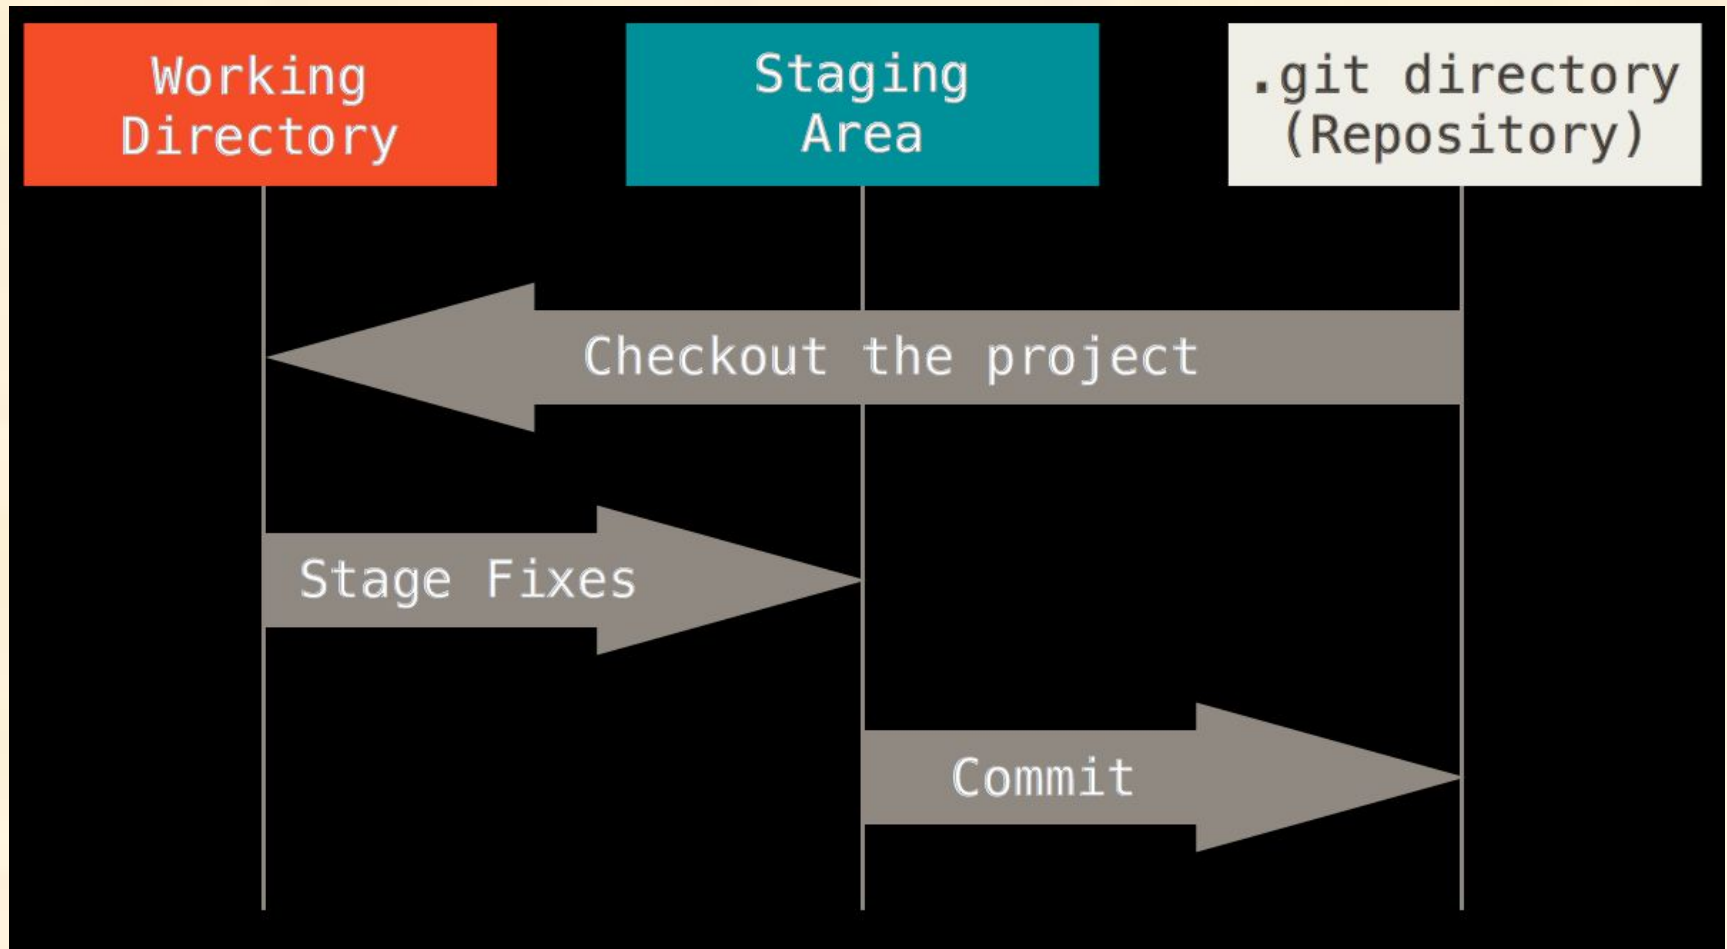 Working
Directory
Staging
Area
.git directory
(Repository)
Checkout the project
Stage Fixes
Commit